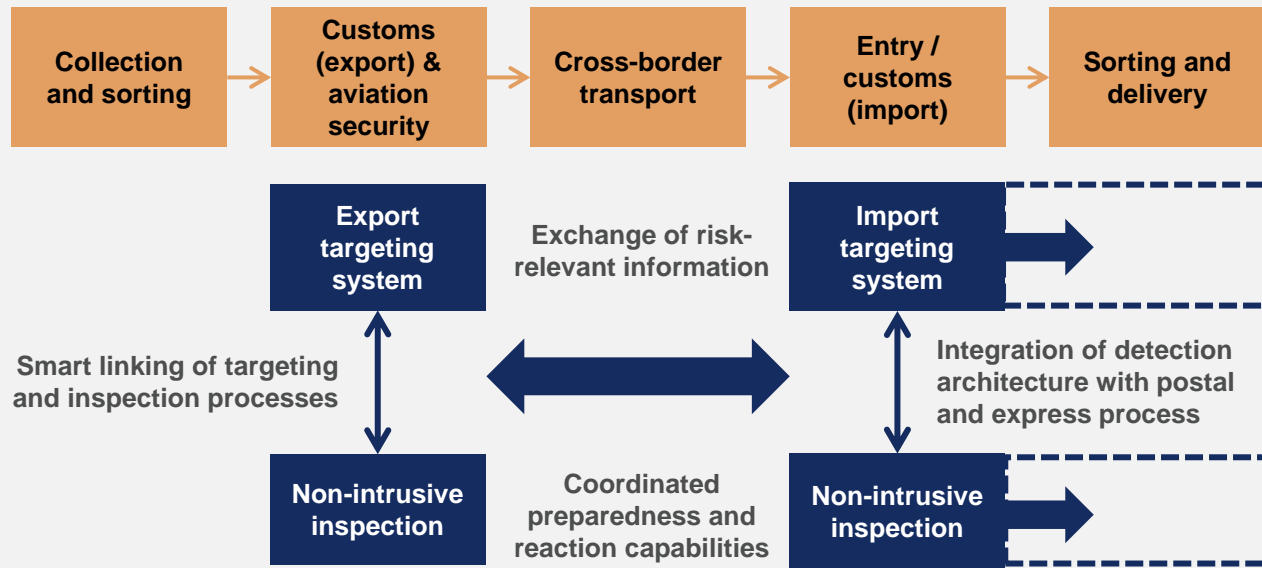 Collection
and sorting
Customs
(export) &
aviation
security
Cross-border
transport
Entry /
customs
(import)
Sorting and
delivery
Export
targeting
system
Exchange of risk-
relevant information
Import
targeting
system
Smart linking of targeting
and inspection processes
Integration of detection
architecture with postal
and express process
Non-intrusive
inspection
Coordinated
preparedness and
reaction capabilities
Non-intrusive
inspection